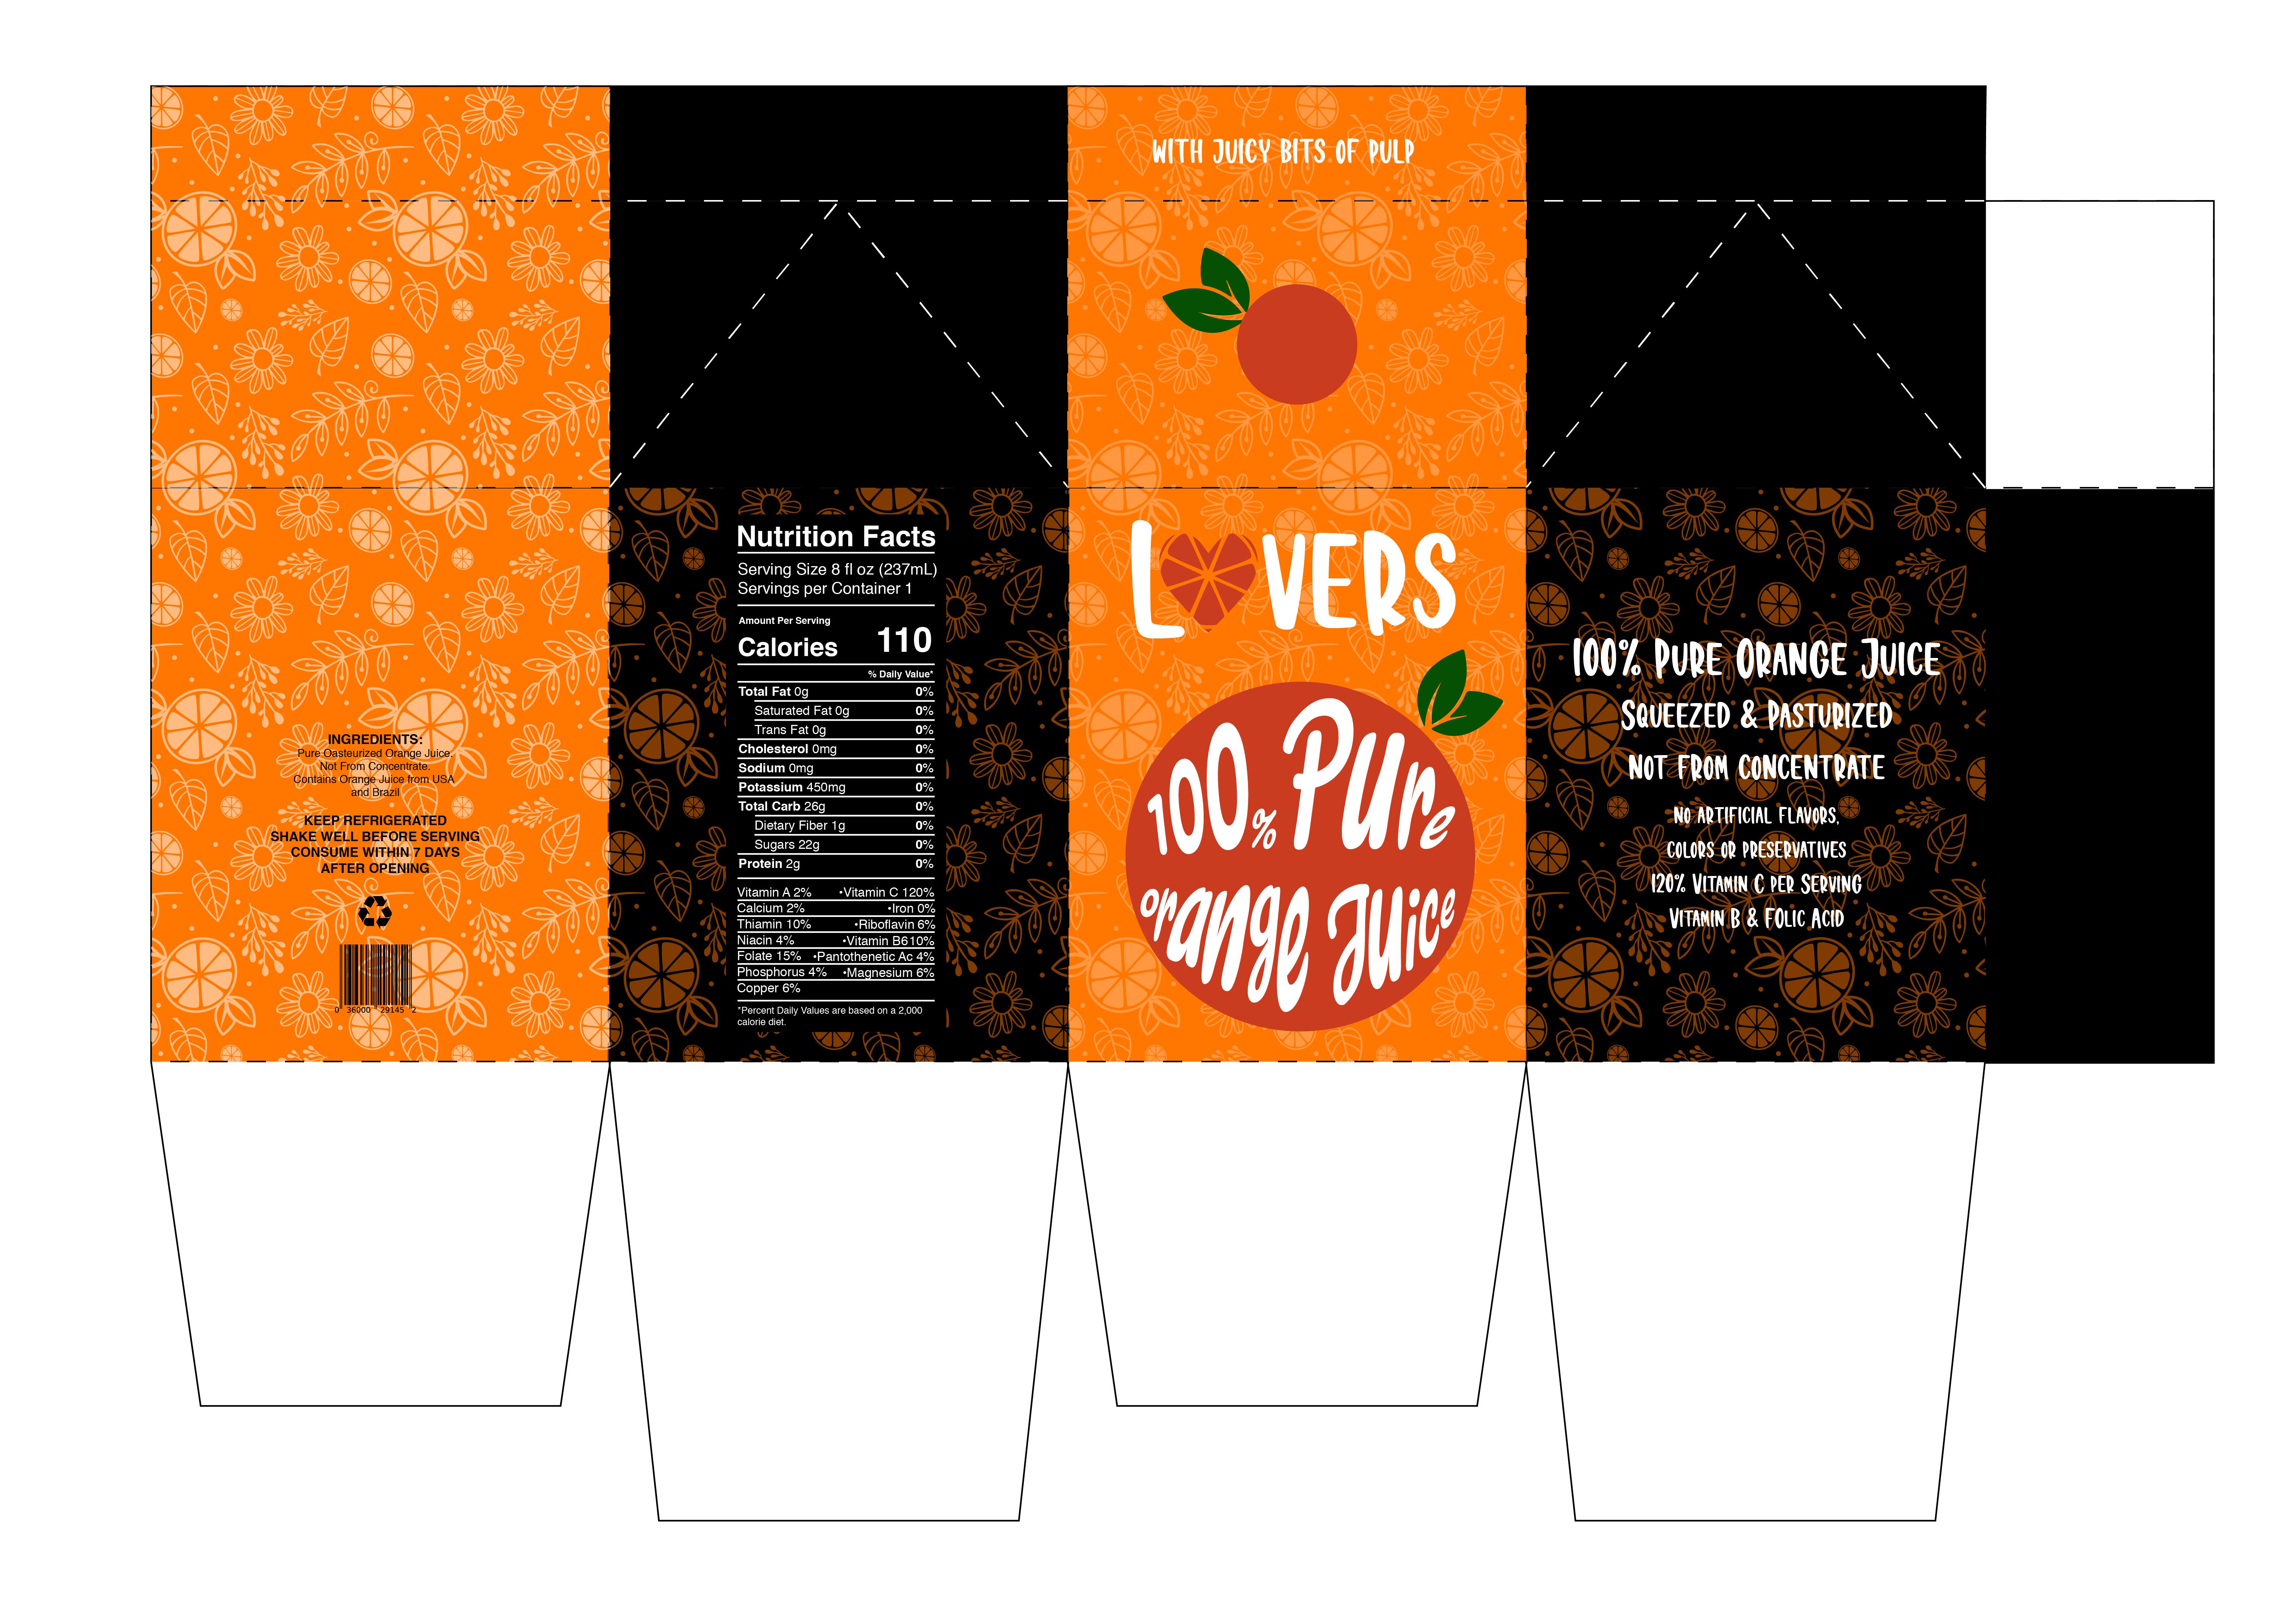 WITH JUICY BITS OF PULP
INGREDIENTS:
Pure Oasteurized Orange Juice.
Not From Concentrate.
Contains Orange Juice from USA
and Brazil
KEEP REFRIGERATED
SHAKE WELL BEFORE SERVING
CONSUME WITHIN 7 DAYS
AFTER OPENING
0 36000 29145 2
Nutrition Facts
Serving Size 8 fl oz (237mL)
Servings per Container 1
Amount Per Serving
Calories 110
% Daily Value*
Total Fat 0g 0%
Saturated Fat 0g 0%
Trans Fat 0g 0%
Cholesterol 0mg 0%
Sodium 0mg 0%
Potassium 450mg 0%
Total Carb 26g 0%
Dietary Fiber 1g 0%
Sugars 22g 0%
Protein 2g 0%
Vitamin A 2% •Vitamin C 120%
Calcium 2% •Iron 0%
Thiamin 10% •Riboflavin 6%
Niacin 4% •Vitamin B610%
Folate 15% •Pantothenetic Ac 4%
Phosphorus 4% •Magnesium 6%
Copper 6%
*Percent Daily Values are based on a 2,000
calorie diet.
LOVERS
100% Pure
orange Juice
100% PURE ORANGE JUICE
SQUEEZED & PASTURIZED
NOT FROM CONCENTRATE
NO ARTIFICIAL FLAVORS,
COLORS OR PRESERVATIVES
120% VITAMIN C PER SERVING
VITAMIN B & FOLIC ACID